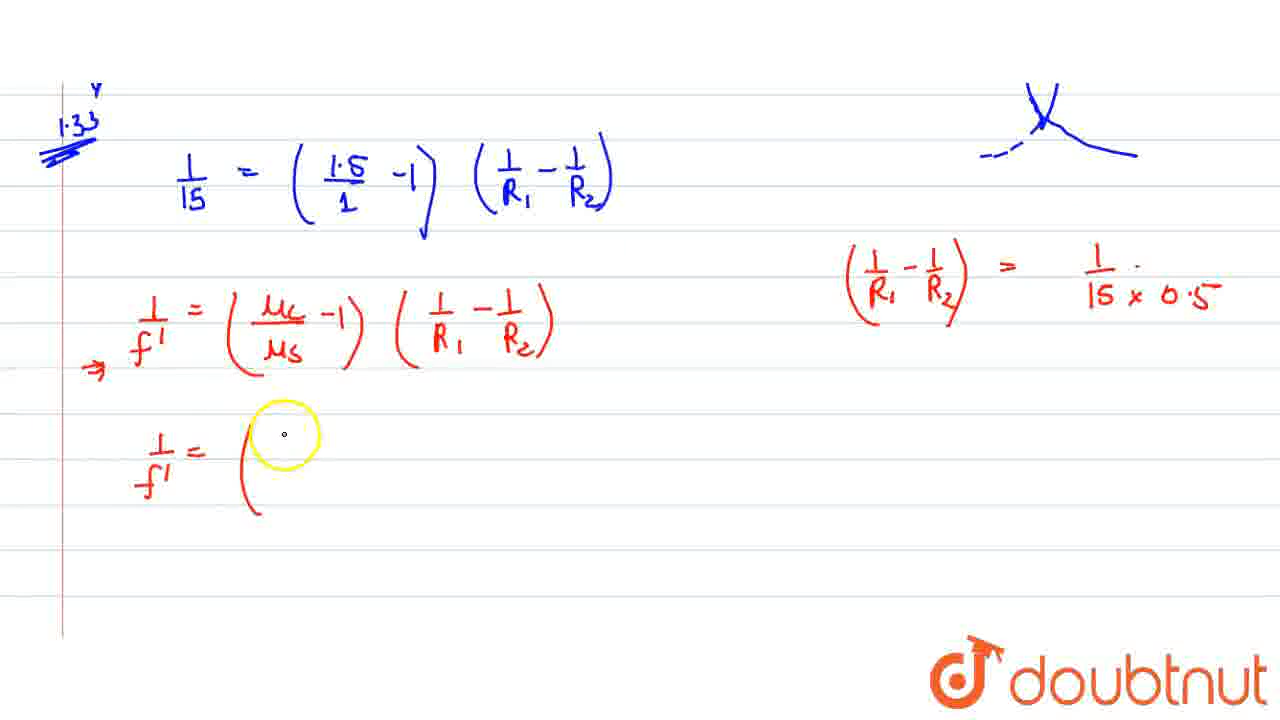 1.33
1/15 = (1.5/1 - 1) (1/R₁ - 1/R₂)
(1/R₁ - 1/R₂) = 1/(15 × 0.5)
⇒ 1/f' = (μL/μs - 1) (1/R₁ - 1/R₂)
1/f' = (
doubtnut